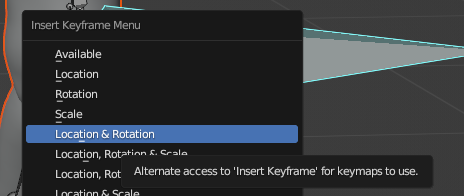 Insert Keyframe Menu
Available
Location
Rotation
Scale
Location & Rotation
Location, Rotation & Scale
Location, Rot
Alternate access to 'Insert Keyframe' for keymaps to use.
Location & Scale